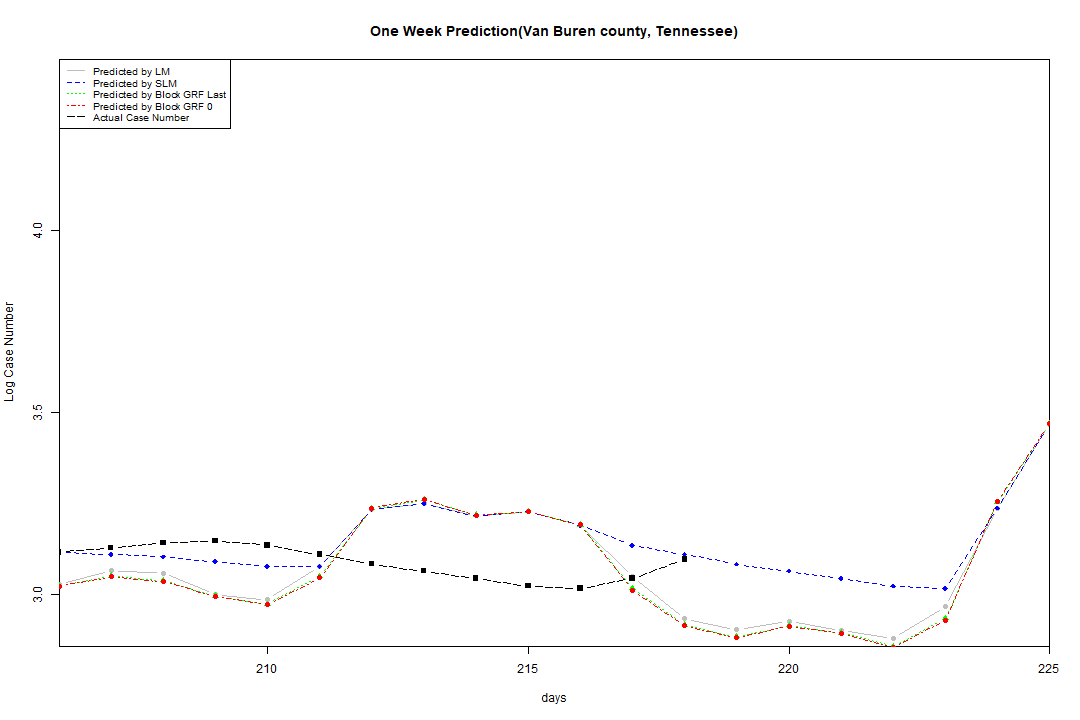 One Week Prediction(Van Buren county, Tennessee)
Predicted by LM
Predicted by SLM
Predicted by Block GRF Last
Predicted by Block GRF 0
Actual Case Number
Log Case Number
4.0
3.5
3.0
210
215
220
225
days